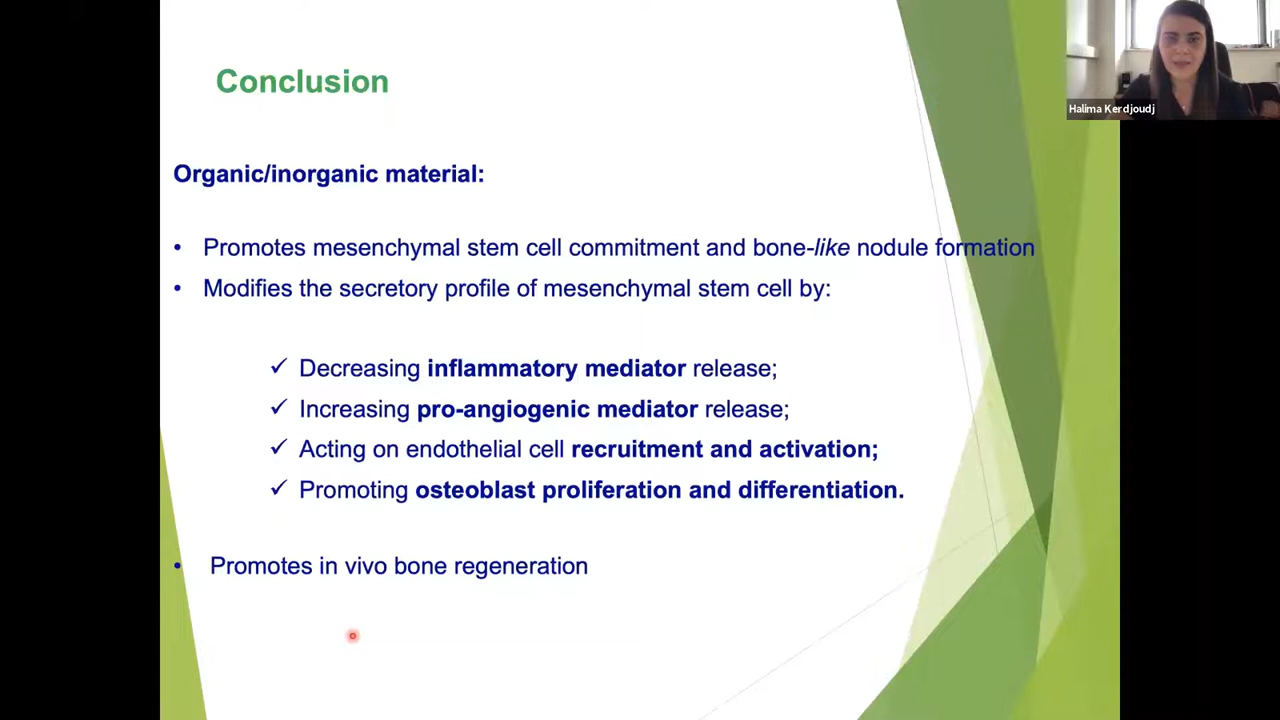 Conclusion
Halima Kerdjoudj
Organic/inorganic material:
• Promotes mesenchymal stem cell commitment and bone-like nodule formation
• Modifies the secretory profile of mesenchymal stem cell by:
✓ Decreasing inflammatory mediator release;
✓ Increasing pro-angiogenic mediator release;
✓ Acting on endothelial cell recruitment and activation;
✓ Promoting osteoblast proliferation and differentiation.
• Promotes in vivo bone regeneration